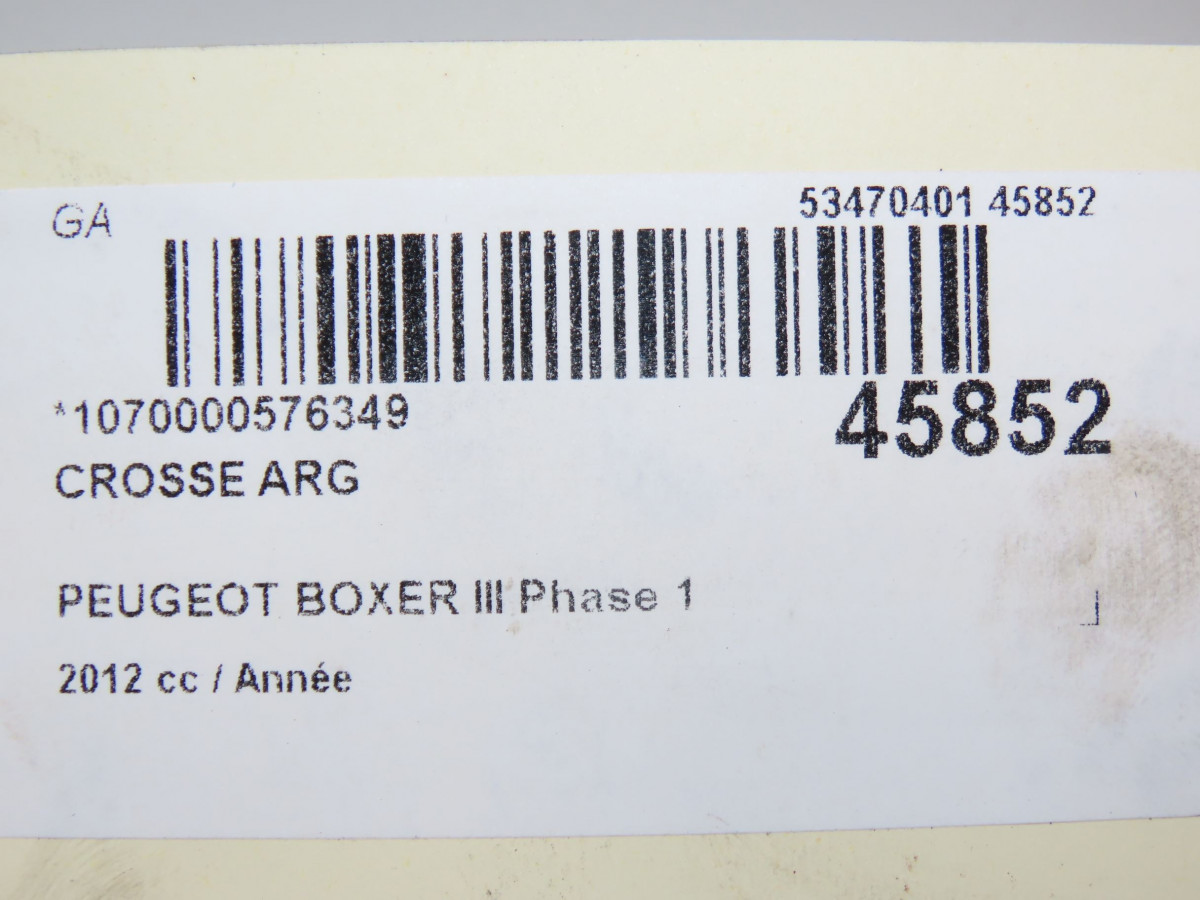 GA
53470401 45852
*1070000576349
45852
CROSSE ARG
PEUGEOT BOXER III Phase 1
2012 cc / Année